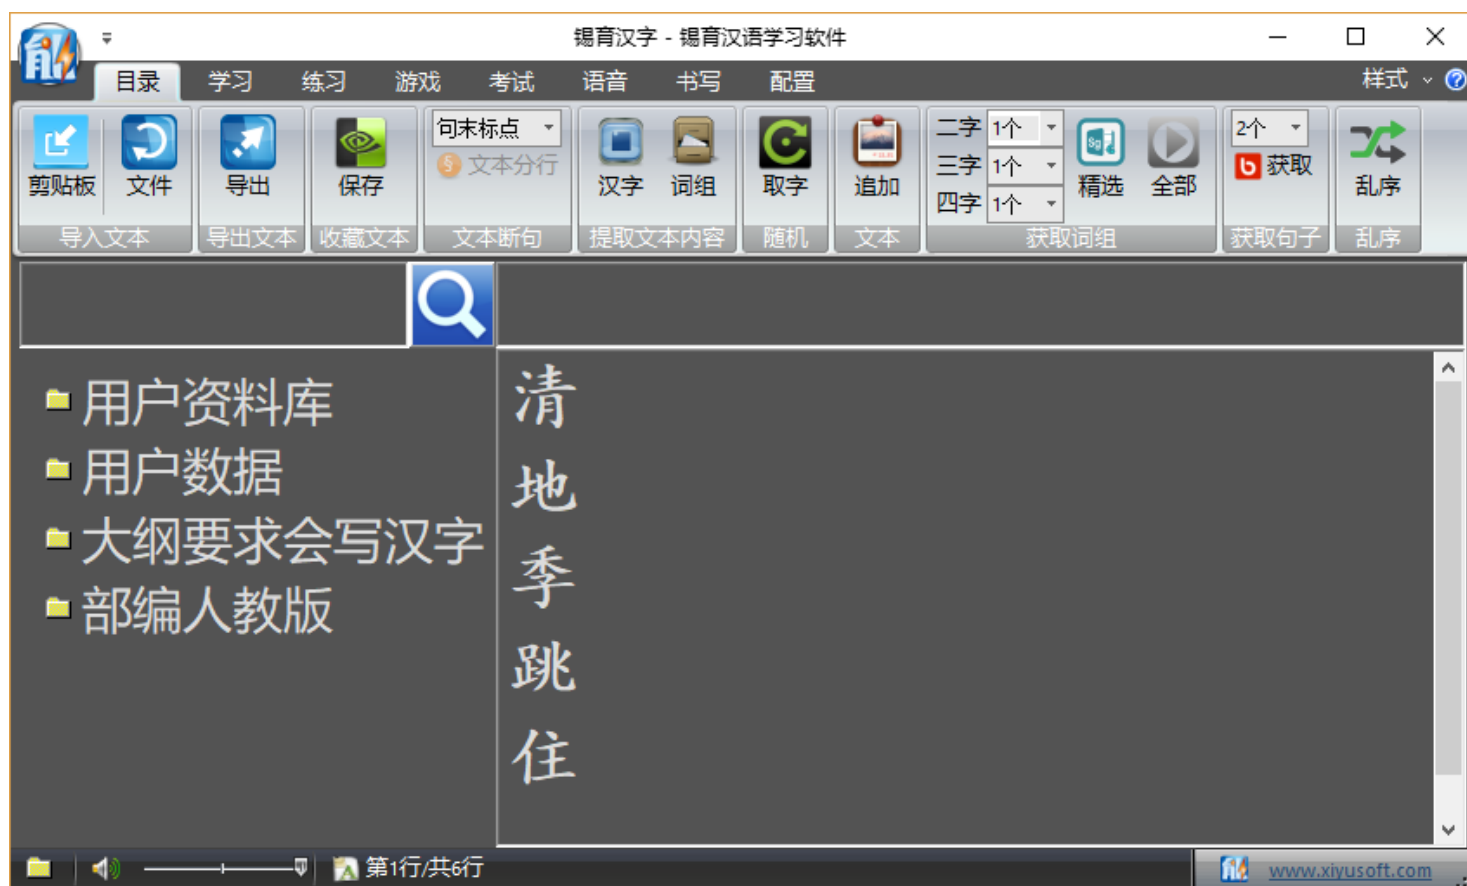 锡育汉字 - 锡育汉语学习软件
目录 学习 练习 游戏 考试 语音 书写 配置 样式
剪贴板 文件 导出 保存 句末标点 文本分行 汉字 词组 取字 追加 二字 1个 三字 1个 四字 1个 精选 全部 2个 获取 乱序
导入文本 导出文本 收藏文本 文本断句 提取文本内容 随机 文本 获取词组 获取句子 乱序
用户资料库
用户数据
大纲要求会写汉字
部编人教版
清
地
季
跳
住
第1行/共6行
www.xiyusoft.com